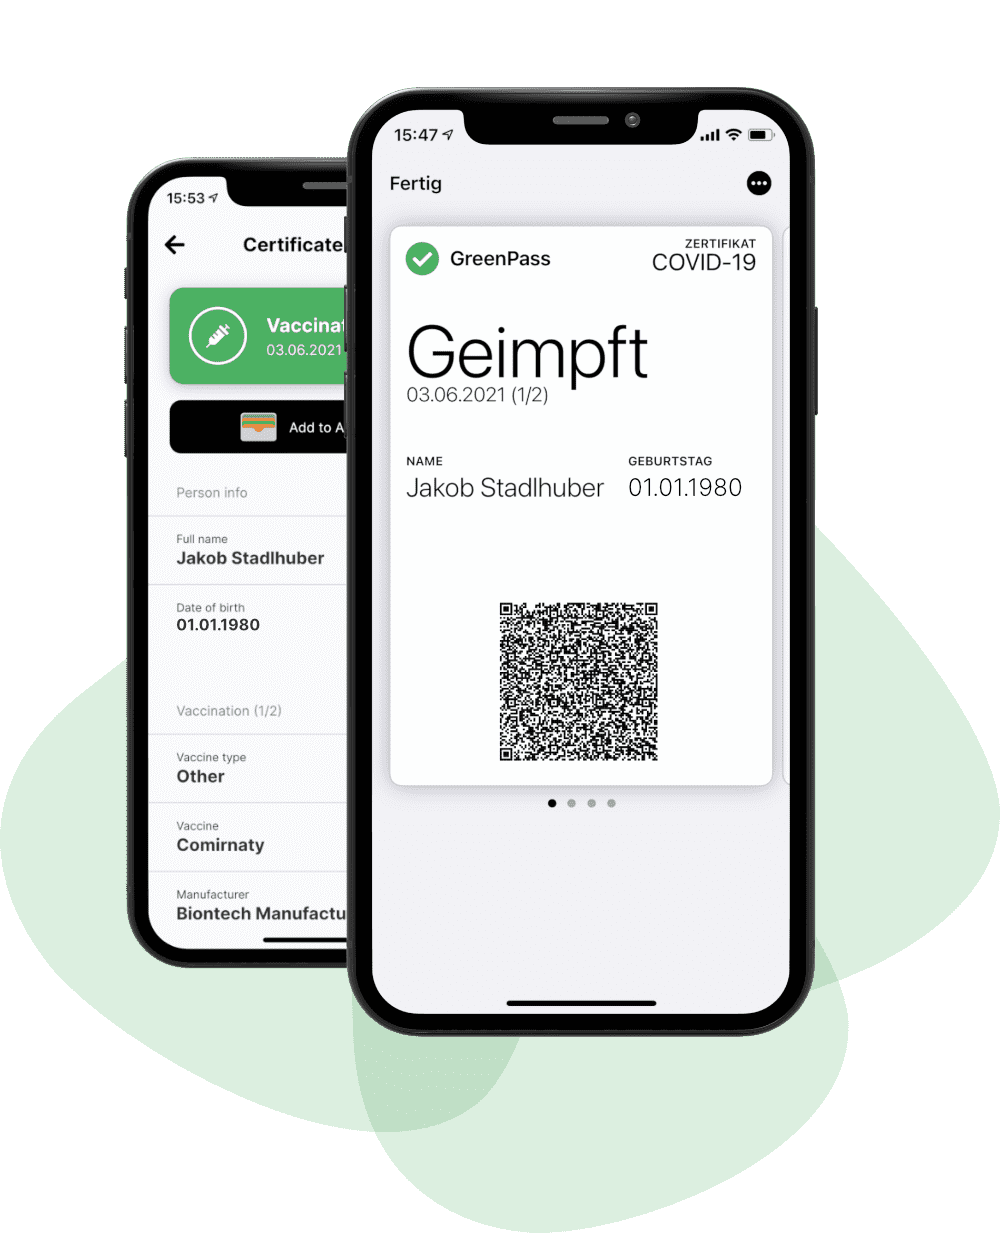 15:53
Certificate
Vaccinat
03.06.2021
Add to A
Person info
Full name
Jakob Stadlhuber
Date of birth
01.01.1980
Vaccination (1/2)
Vaccine type
Other
Vaccine
Comirnaty
Manufacturer
Biontech Manufactu
15:47
Fertig
GreenPass
ZERTIFIKAT
COVID-19
Geimpft
03.06.2021 (1/2)
NAME
GEBURTSTAG
Jakob Stadlhuber
01.01.1980